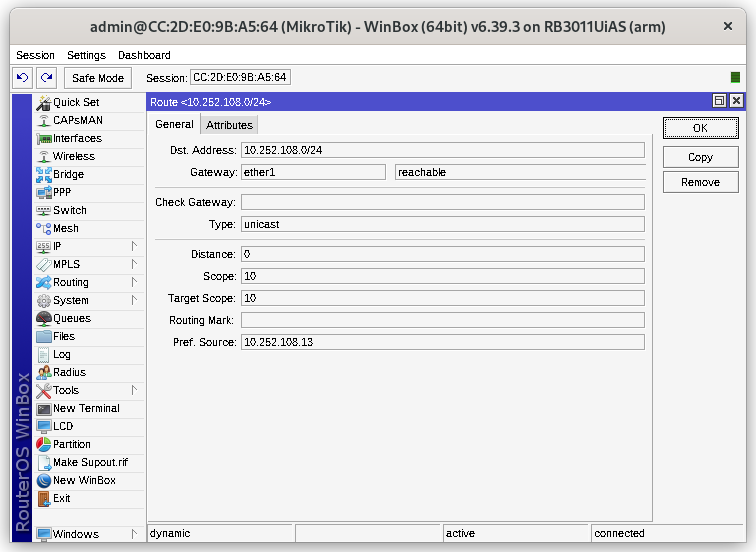 admin@CC:2D:E0:9B:A5:64 (MikroTik) - WinBox (64bit) v6.39.3 on RB3011UiAS (arm)
Session Settings Dashboard
Safe Mode Session: CC:2D:E0:9B:A5:64
RouterOS WinBox
Quick Set
CAPsMAN
Interfaces
Wireless
Bridge
PPP
Switch
Mesh
IP
MPLS
Routing
System
Queues
Files
Log
Radius
Tools
New Terminal
LCD
Partition
Make Supout.rif
New WinBox
Exit
Windows
Route <10.252.108.0/24>
General Attributes
Dst. Address: 10.252.108.0/24
Gateway: ether1 reachable
Check Gateway:
Type: unicast
Distance: 0
Scope: 10
Target Scope: 10
Routing Mark:
Pref. Source: 10.252.108.13
OK
Copy
Remove
dynamic active connected